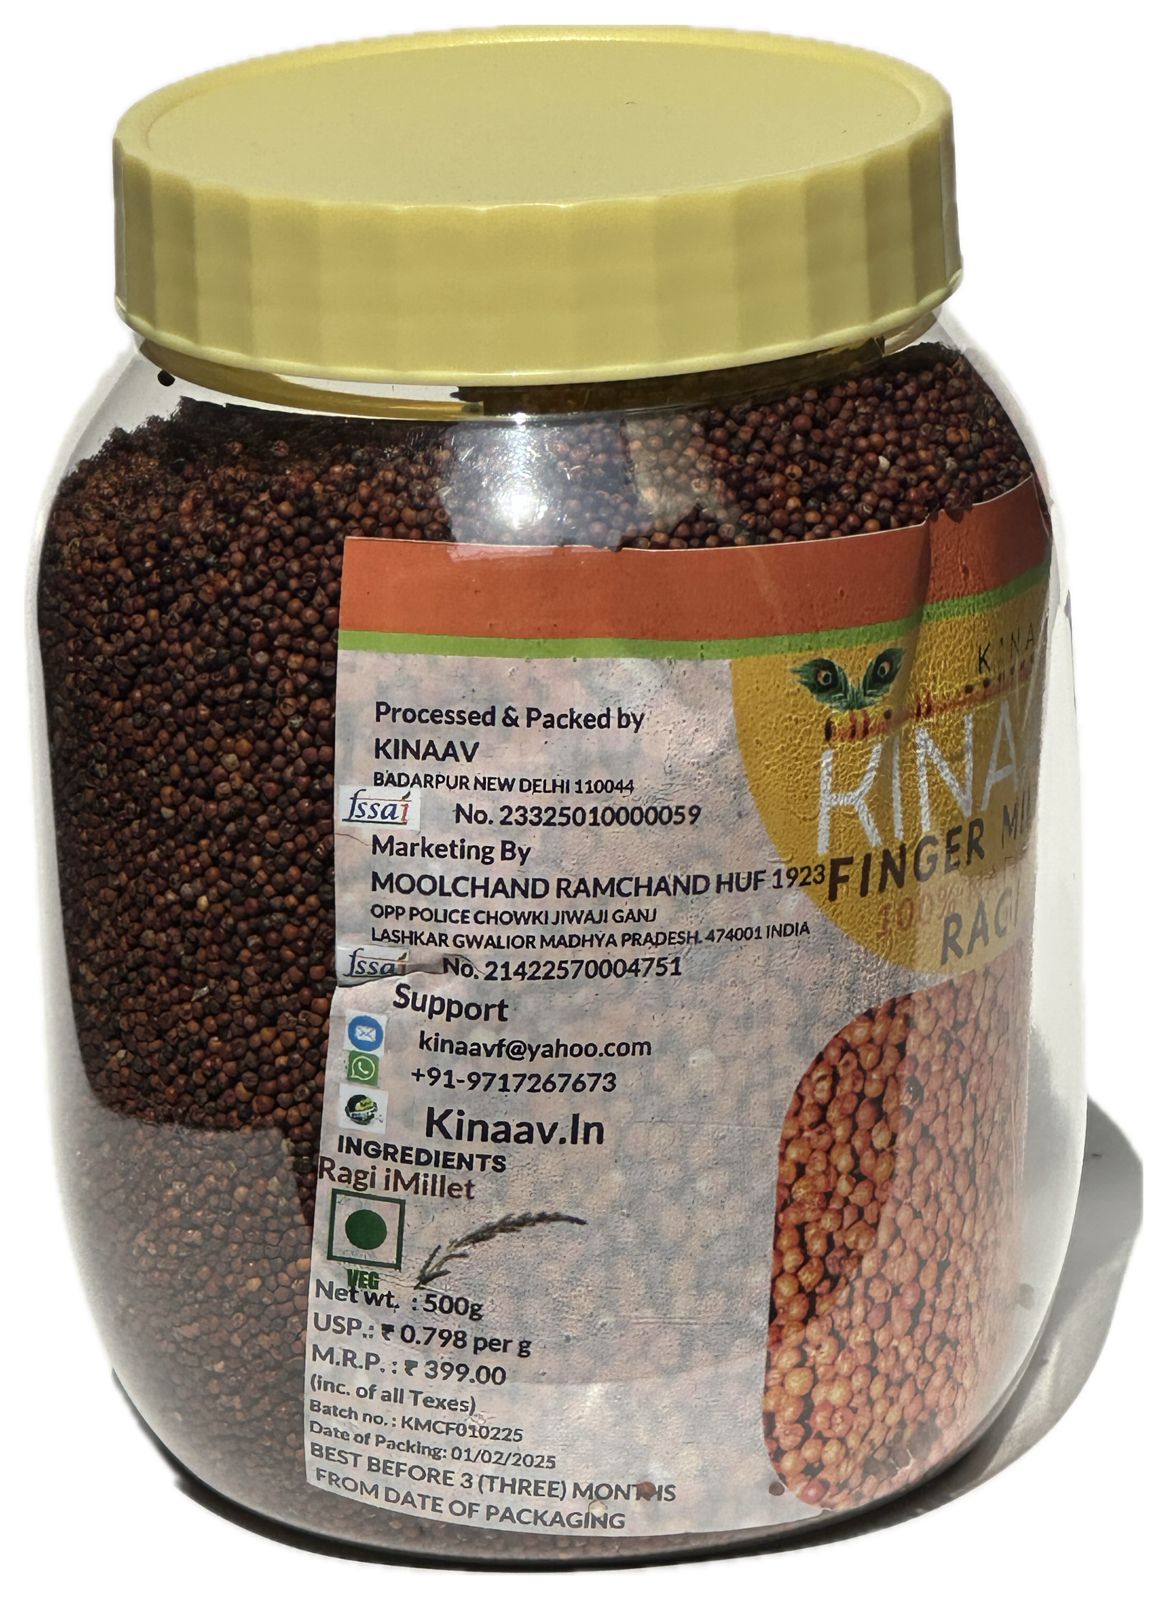 Processed & Packed by
KINAAV
BADARPUR NEW DELHI 110044
fssai No. 23325010000059
Marketing By
MOOLCHAND RAMCHAND HUF 1923
OPP POLICE CHOWKI JIWAJI GANJ
LASHKAR GWALIOR MADHYA PRADESH. 474001 INDIA
fssai No. 21422570004751
Support
kinaavf@yahoo.com
+91-9717267673
Kinaav.In
INGREDIENTS
Ragi iMillet
VEG
Net wt. : 500g
USP.: ₹ 0.798 per g
M.R.P. : ₹ 399.00
(inc. of all Texes)
Batch no. : KMCF010225
Date of Packing: 01/02/2025
BEST BEFORE 3 (THREE) MONTHS
FROM DATE OF PACKAGING
KINA
KINA
FINGER MIL
100%
RAGI